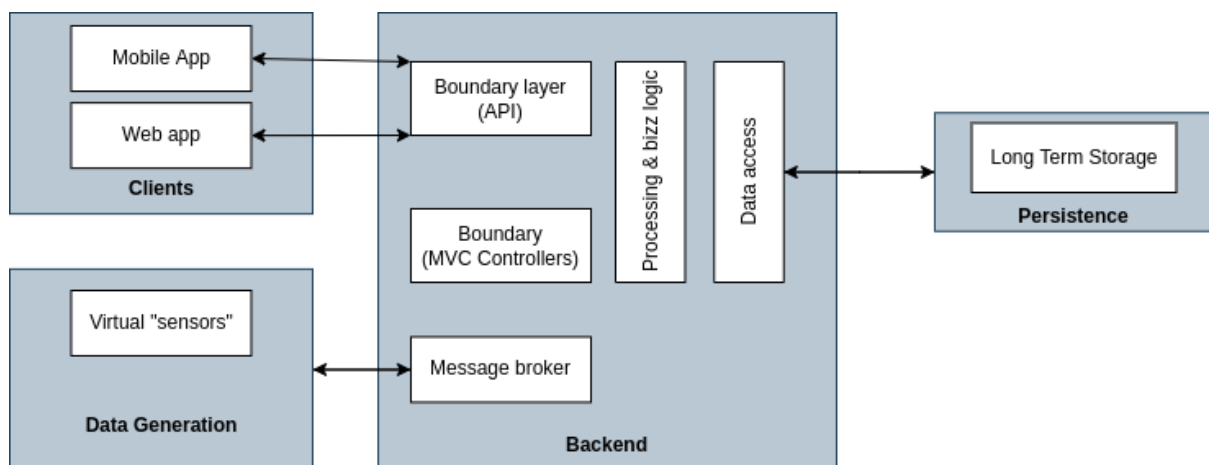 Mobile App
Web app
Clients
Virtual "sensors"
Data Generation
Boundary layer
(API)
Boundary
(MVC Controllers)
Message broker
Processing & bizz logic
Data access
Backend
Long Term Storage
Persistence